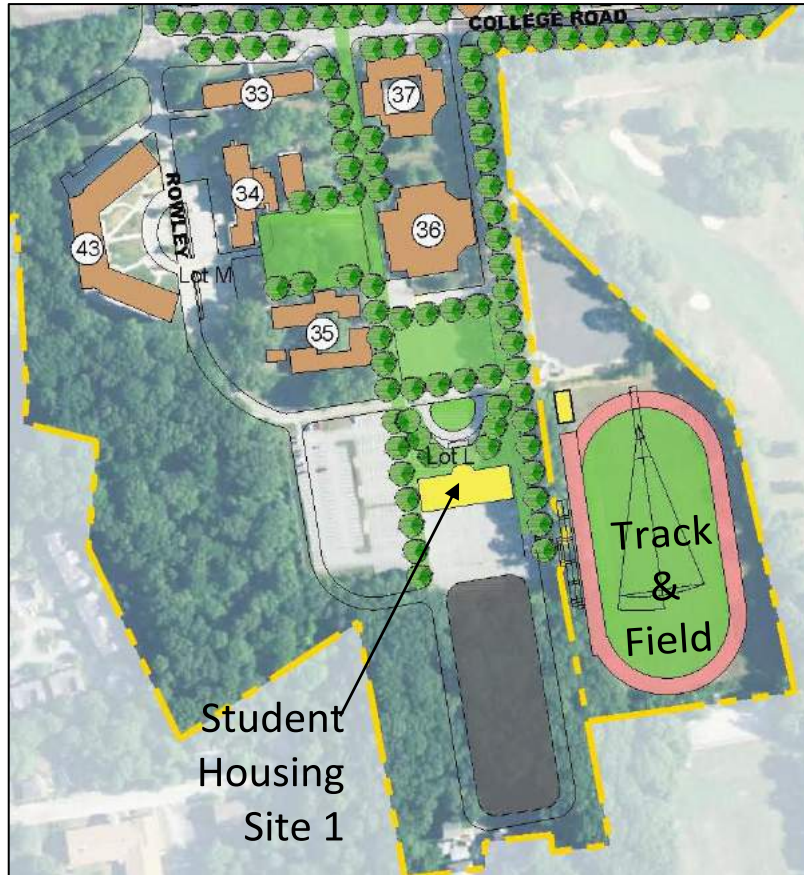 COLLEGE ROAD
33
37
34
ROWLEY
36
43
Lot M
35
Lot L
Track
&
Field
Student
Housing
Site 1